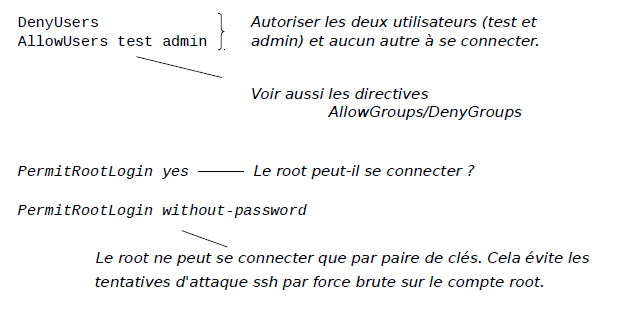 DenyUsers
AllowUsers test admin
Autoriser les deux utilisateurs (test et
admin) et aucun autre à se connecter.
Voir aussi les directives
AllowGroups/DenyGroups
PermitRootLogin yes
Le root peut-il se connecter ?
PermitRootLogin without-password
Le root ne peut se connecter que par paire de clés. Cela évite les
tentatives d'attaque ssh par force brute sur le compte root.